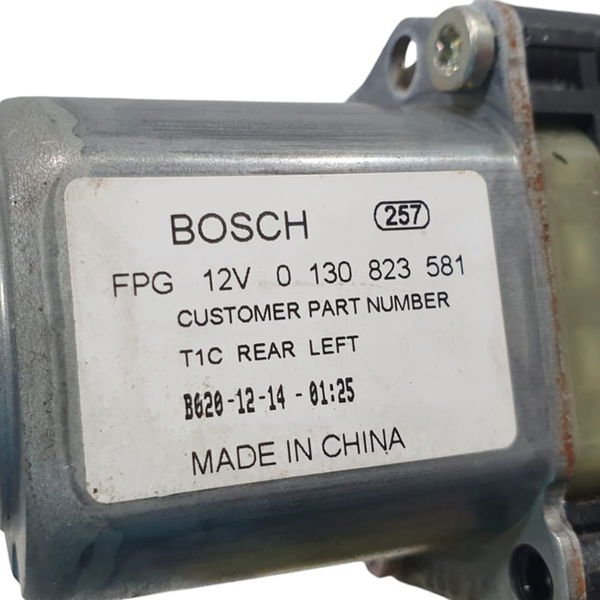 BOSCH 257
FPG 12V 0 130 823 581
CUSTOMER PART NUMBER
T1C REAR LEFT
B020-12-14-01:25
MADE IN CHINA